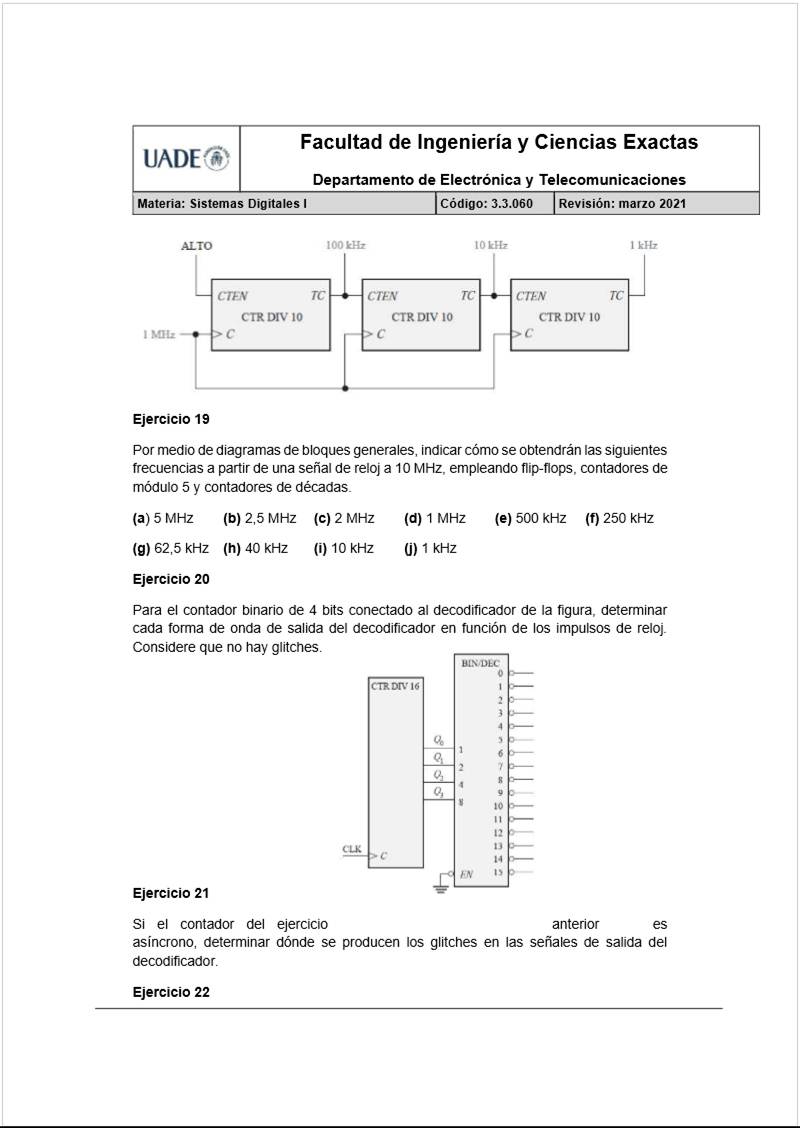 UADE
Facultad de Ingeniería y Ciencias Exactas
Departamento de Electrónica y Telecomunicaciones
Materia: Sistemas Digitales I Código: 3.3.060 Revisión: marzo 2021
ALTO 100 kHz 10 kHz 1 kHz
CTEN TC CTEN TC CTEN TC
CTR DIV 10 CTR DIV 10 CTR DIV 10
1 MHz C C C
Ejercicio 19
Por medio de diagramas de bloques generales, indicar cómo se obtendrán las siguientes
frecuencias a partir de una señal de reloj a 10 MHz, empleando flip-flops, contadores de
módulo 5 y contadores de décadas.
(a) 5 MHz (b) 2,5 MHz (c) 2 MHz (d) 1 MHz (e) 500 kHz (f) 250 kHz
(g) 62,5 kHz (h) 40 kHz (i) 10 kHz (j) 1 kHz
Ejercicio 20
Para el contador binario de 4 bits conectado al decodificador de la figura, determinar
cada forma de onda de salida del decodificador en función de los impulsos de reloj.
Considere que no hay glitches.
BIN/DEC
0
CTR DIV 16 1
2
3
4
Q0 5
1 6
Q1
2 7
Q2 8
4
Q3 9
8 10
11
12
CLK C 13
14
EN 15
Ejercicio 21
Si el contador del ejercicio anterior es
asíncrono, determinar dónde se producen los glitches en las señales de salida del
decodificador.
Ejercicio 22